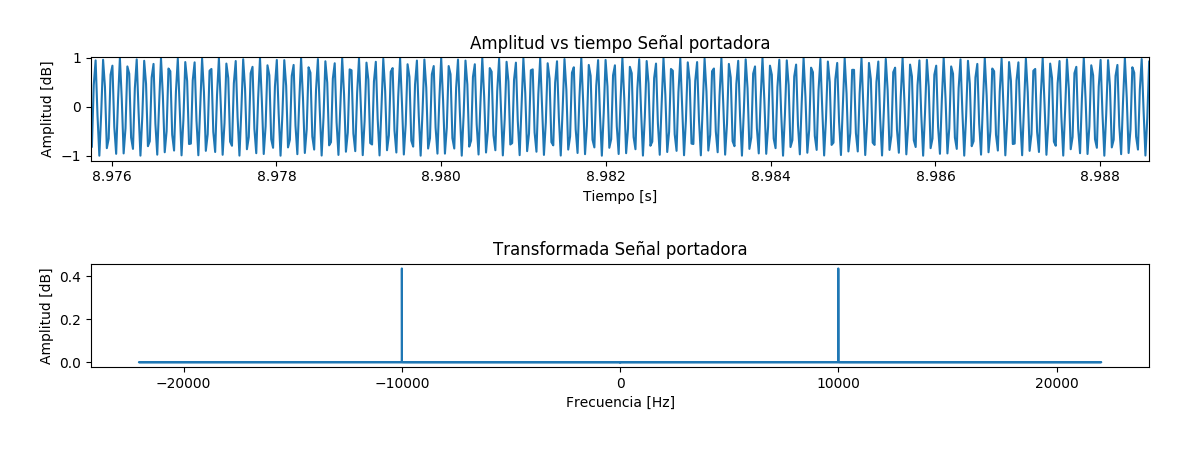 Amplitud vs tiempo Señal portadora
Amplitud [dB]
1
0
−1
8.976 8.978 8.980 8.982 8.984 8.986 8.988
Tiempo [s]
Transformada Señal portadora
Amplitud [dB]
0.4
0.2
0.0
−20000 −10000 0 10000 20000
Frecuencia [Hz]